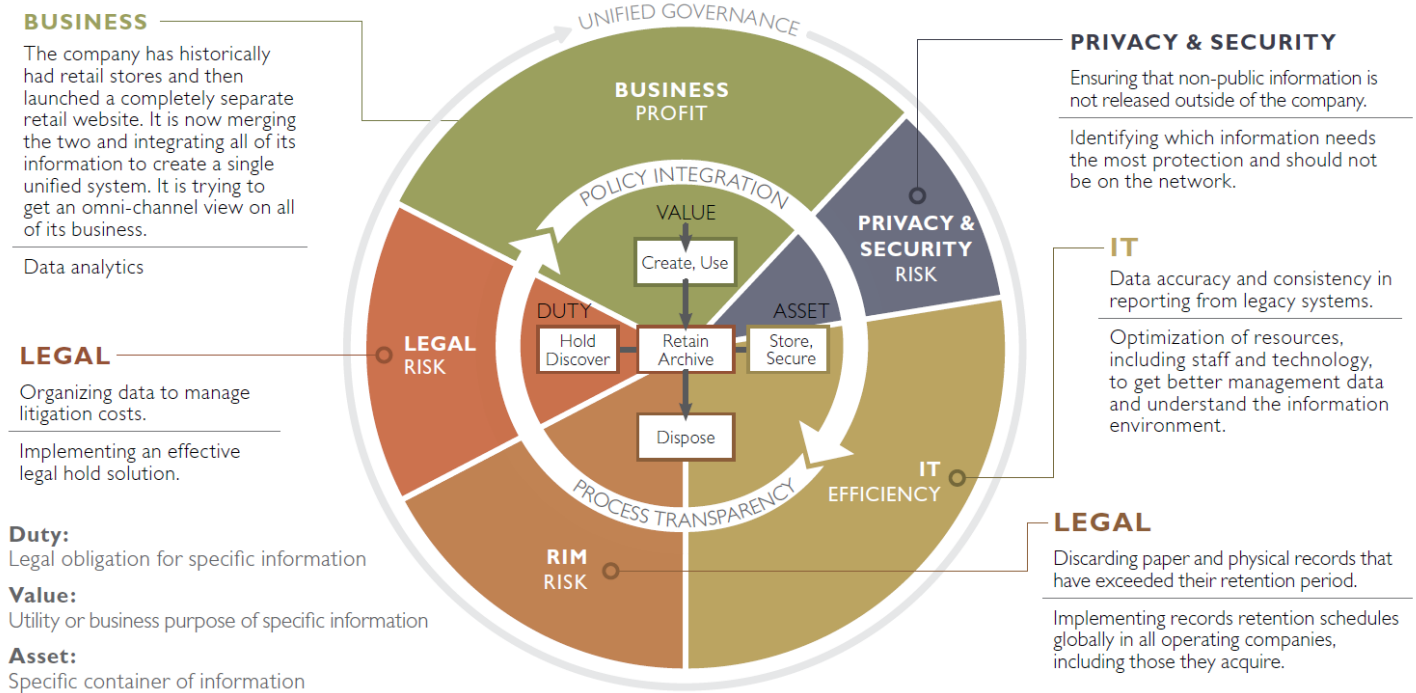 BUSINESS
The company has historically
had retail stores and then
launched a completely separate
retail website. It is now merging
the two and integrating all of its
information to create a single
unified system. It is trying to
get an omni-channel view on all
of its business.
Data analytics
LEGAL
Organizing data to manage
litigation costs.
Implementing an effective
legal hold solution.
Duty:
Legal obligation for specific information
Value:
Utility or business purpose of specific information
Asset:
Specific container of information
UNIFIED GOVERNANCE
BUSINESS
PROFIT
POLICY INTEGRATION
VALUE
Create, Use
PRIVACY &
SECURITY
RISK
DUTY
ASSET
Hold
Discover
Retain
Archive
Store,
Secure
LEGAL
RISK
Dispose
IT
EFFICIENCY
PROCESS TRANSPARENCY
RIM
RISK
PRIVACY & SECURITY
Ensuring that non-public information is
not released outside of the company.
Identifying which information needs
the most protection and should not
be on the network.
IT
Data accuracy and consistency in
reporting from legacy systems.
Optimization of resources,
including staff and technology,
to get better management data
and understand the information
environment.
LEGAL
Discarding paper and physical records that
have exceeded their retention period.
Implementing records retention schedules
globally in all operating companies,
including those they acquire.